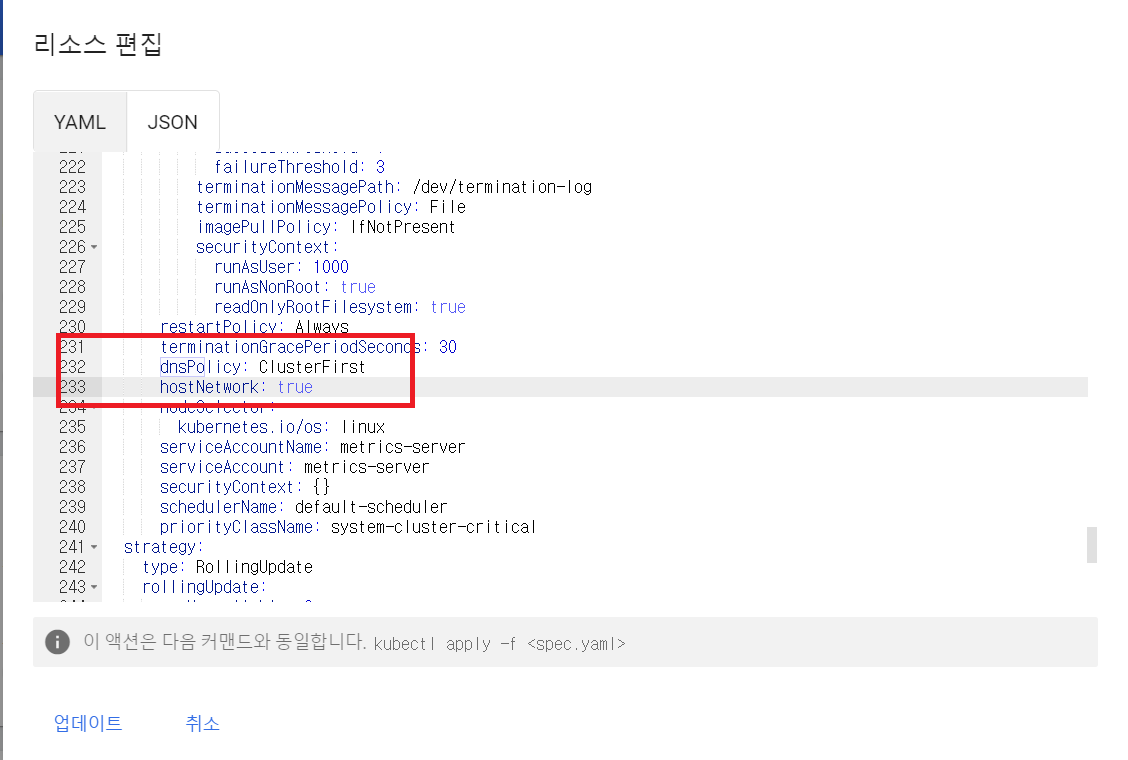 리소스 편집
YAML JSON
222 failureThreshold: 3
223 terminationMessagePath: /dev/termination-log
224 terminationMessagePolicy: File
225 imagePullPolicy: IfNotPresent
226 securityContext:
227 runAsUser: 1000
228 runAsNonRoot: true
229 readOnlyRootFilesystem: true
230 restartPolicy: Always
231 terminationGracePeriodSeconds: 30
232 dnsPolicy: ClusterFirst
233 hostNetwork: true
234 nodeSelector:
235 kubernetes.io/os: linux
236 serviceAccountName: metrics-server
237 serviceAccount: metrics-server
238 securityContext: {}
239 schedulerName: default-scheduler
240 priorityClassName: system-cluster-critical
241 strategy:
242 type: RollingUpdate
243 rollingUpdate:
이 액션은 다음 커맨드와 동일합니다. kubectl apply -f <spec.yaml>
업데이트 취소